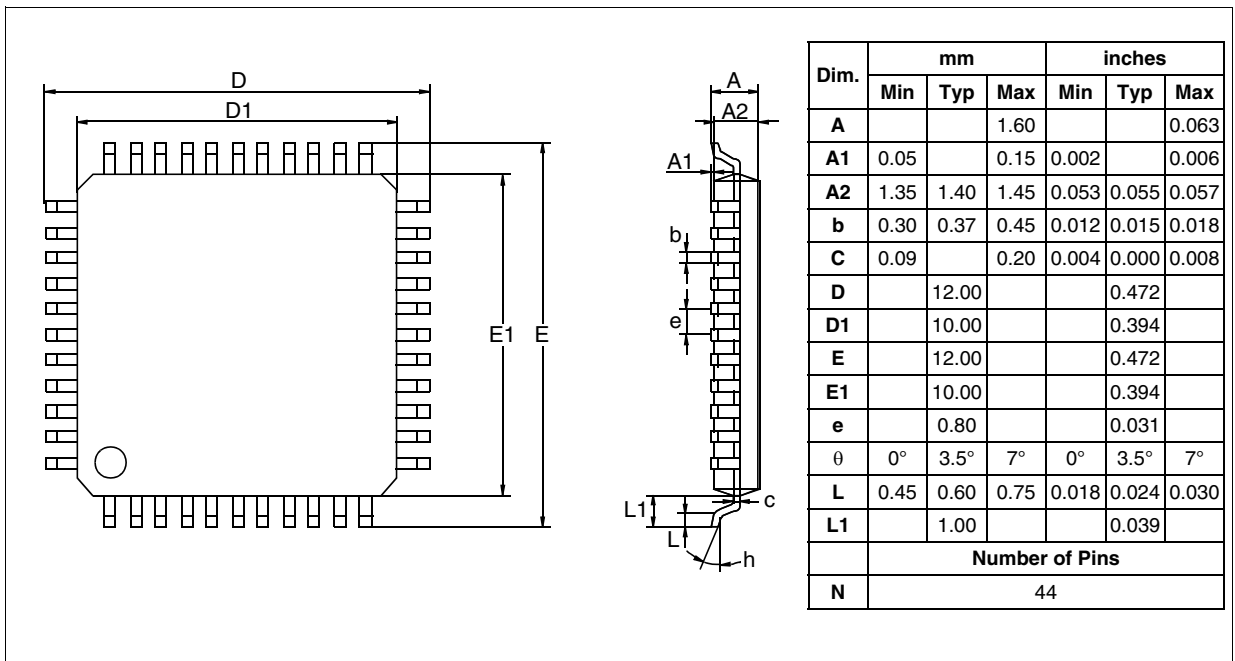 D
D1
E1
E
A
A2
A1
b
e
L1
c
L
h
Dim. mm inches
Min Typ Max Min Typ Max
A 1.60 0.063
A1 0.05 0.15 0.002 0.006
A2 1.35 1.40 1.45 0.053 0.055 0.057
b 0.30 0.37 0.45 0.012 0.015 0.018
C 0.09 0.20 0.004 0.000 0.008
D 12.00 0.472
D1 10.00 0.394
E 12.00 0.472
E1 10.00 0.394
e 0.80 0.031
θ 0° 3.5° 7° 0° 3.5° 7°
L 0.45 0.60 0.75 0.018 0.024 0.030
L1 1.00 0.039
Number of Pins
N 44